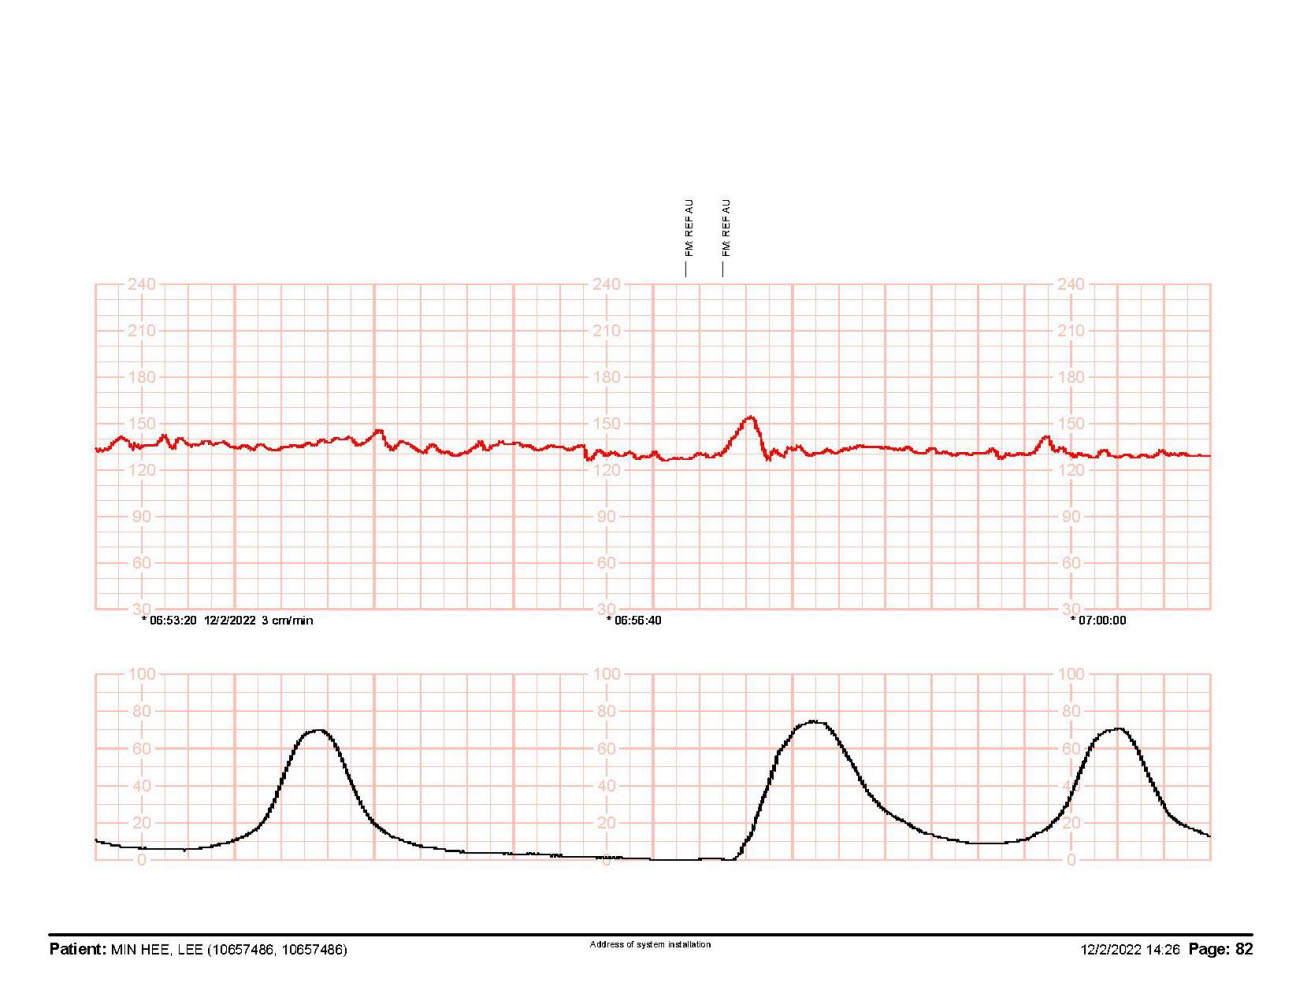 FM: REF AU FM: REF AU
240 240 240
210 210 210
180 180 180
150 150 150
120 120 120
90 90 90
60 60 60
30 30 30
* 06:53:20 12/2/2022 3 cm/min * 06:56:40 * 07:00:00
100 100 100
80 80 80
60 60 60
40 40 40
20 20 20
0 0 0
Patient: MIN HEE, LEE (10657486, 10657486) Address of system installation 12/2/2022 14:26 Page: 82